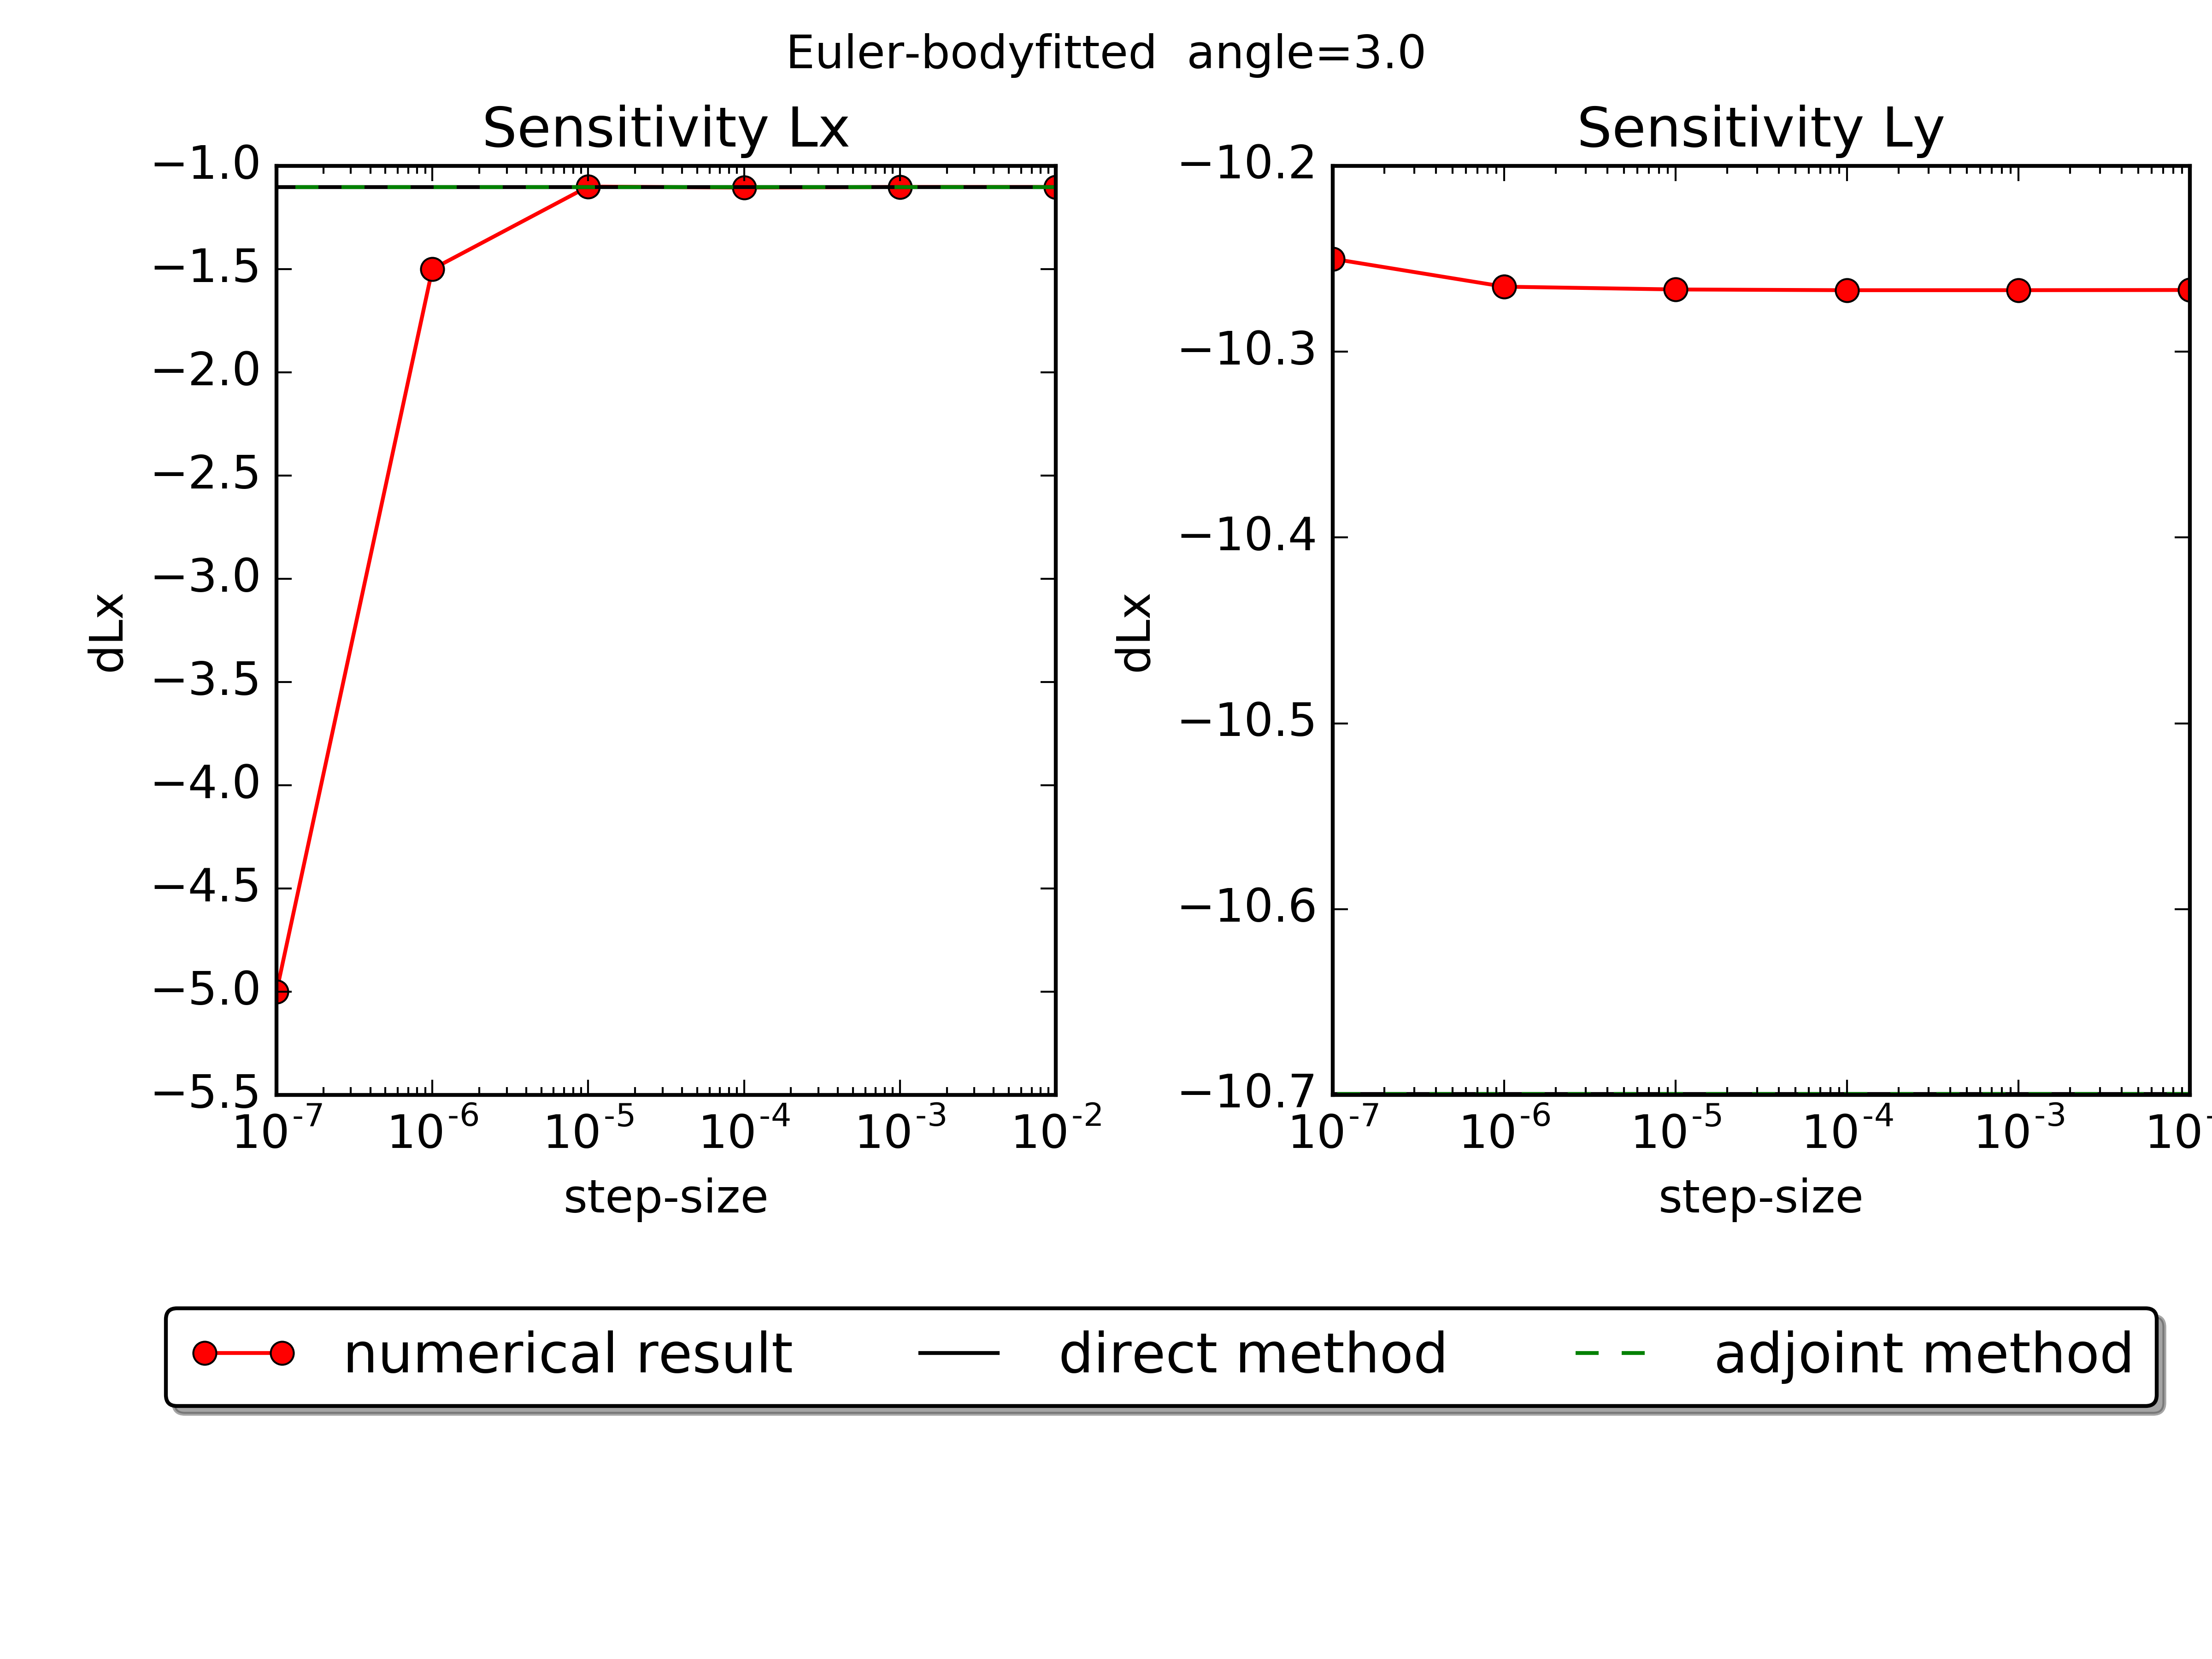 Euler-bodyfitted angle=3.0
Sensitivity Lx
−1.0
−1.5
−2.0
−2.5
−3.0
−3.5
−4.0
−4.5
−5.0
−5.5
dLx
10^-7 10^-6 10^-5 10^-4 10^-3 10^-2
step-size
Sensitivity Ly
−10.2
−10.3
−10.4
−10.5
−10.6
−10.7
dLx
10^-7 10^-6 10^-5 10^-4 10^-3 10^-
step-size
numerical result direct method adjoint method